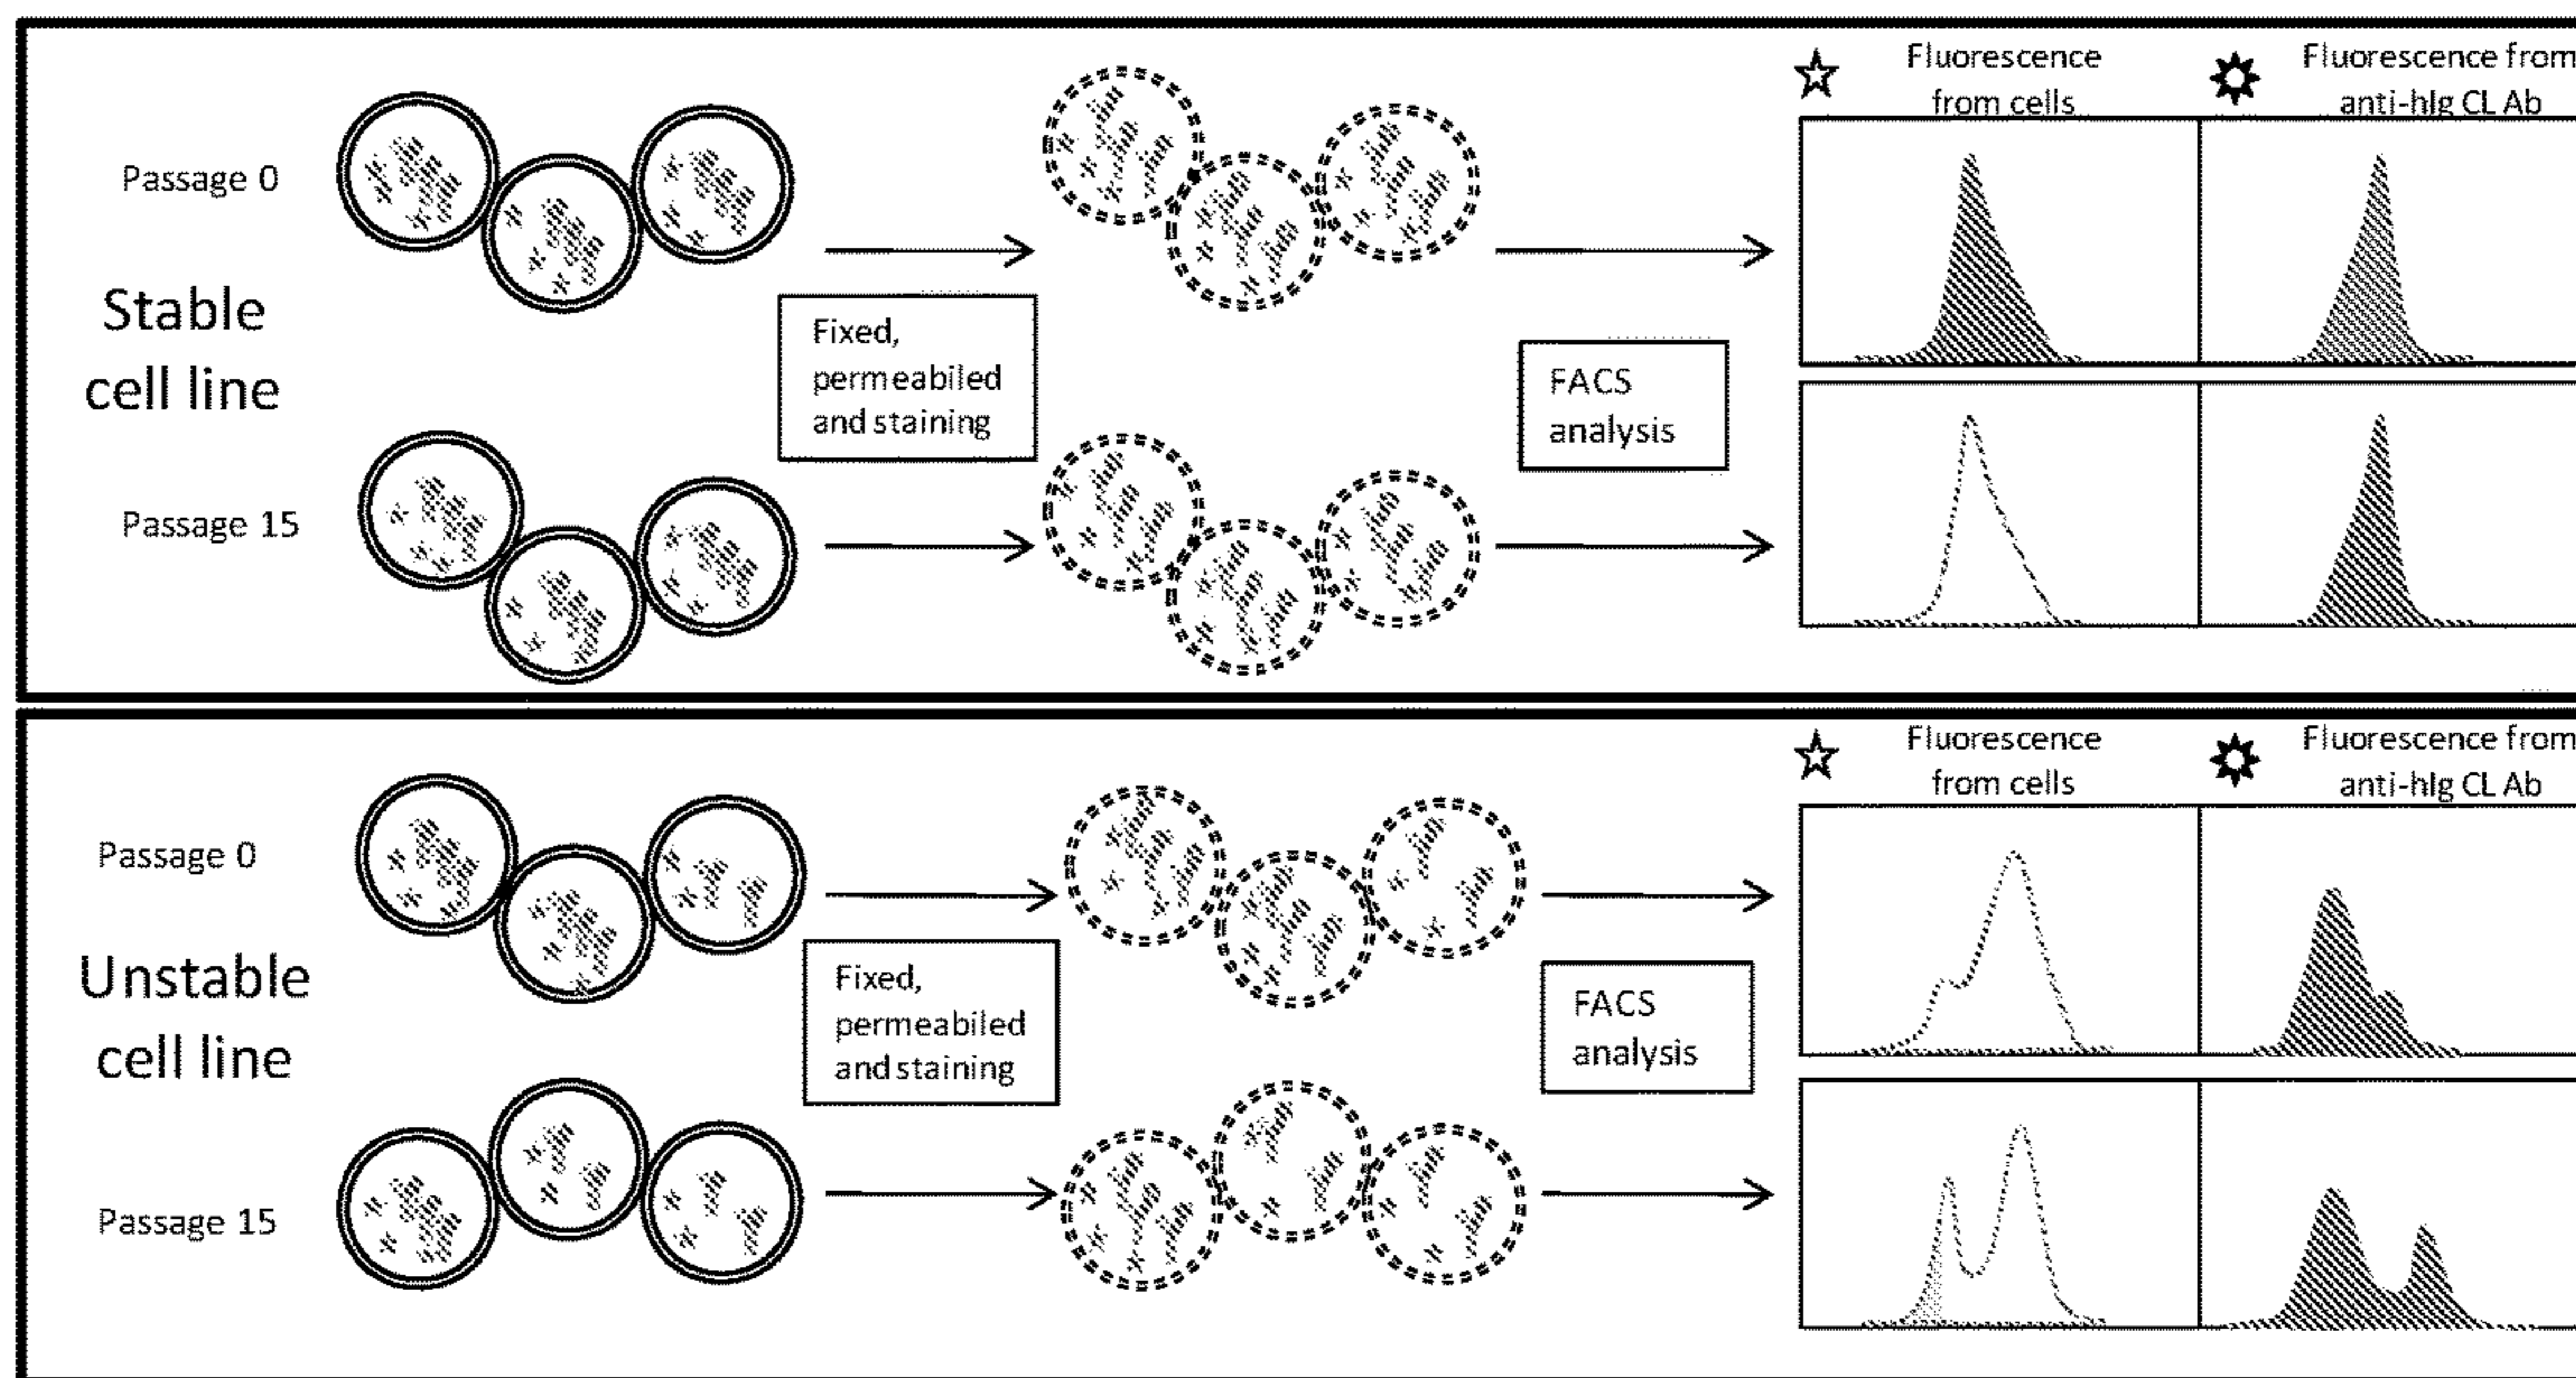 Fluorescence
from cells
Fluorescence from
anti-hIg CL Ab
Passage 0
Stable
cell line
Passage 15
Fixed,
permeabiled
and staining
FACS
analysis
Fluorescence
from cells
Fluorescence from
anti-hIg CL Ab
Passage 0
Unstable
cell line
Passage 15
Fixed,
permeabiled
and staining
FACS
analysis